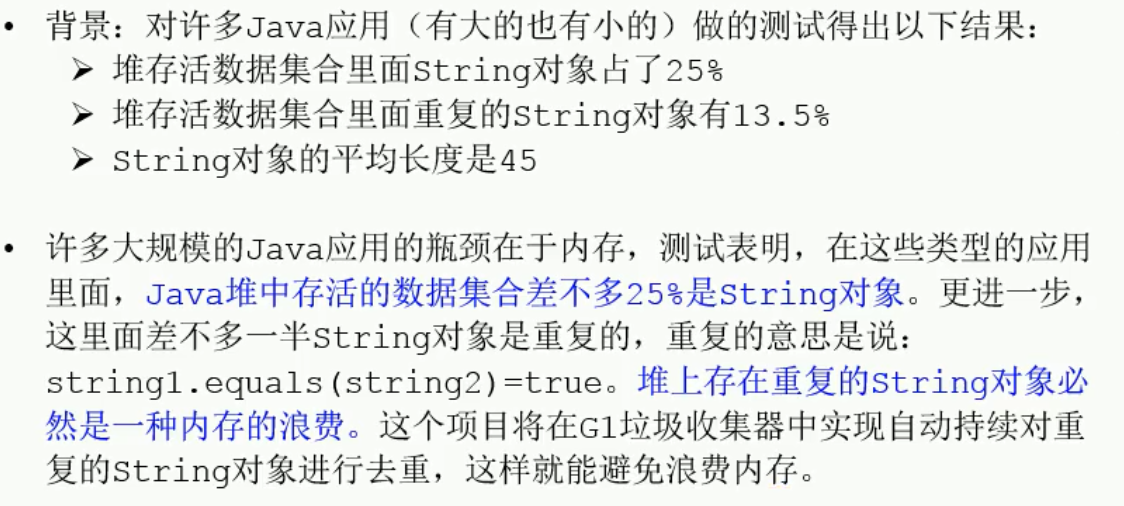 • 背景：对许多Java应用（有大的也有小的）做的测试得出以下结果：
➢ 堆存活数据集合里面String对象占了25%
➢ 堆存活数据集合里面重复的String对象有13.5%
➢ String对象的平均长度是45
• 许多大规模的Java应用的瓶颈在于内存，测试表明，在这些类型的应用
里面，Java堆中存活的数据集合差不多25%是String对象。更进一步，
这里面差不多一半String对象是重复的，重复的意思是说：
string1.equals(string2)=true。堆上存在重复的String对象必
然是一种内存的浪费。这个项目将在G1垃圾收集器中实现自动持续对重
复的String对象进行去重，这样就能避免浪费内存。